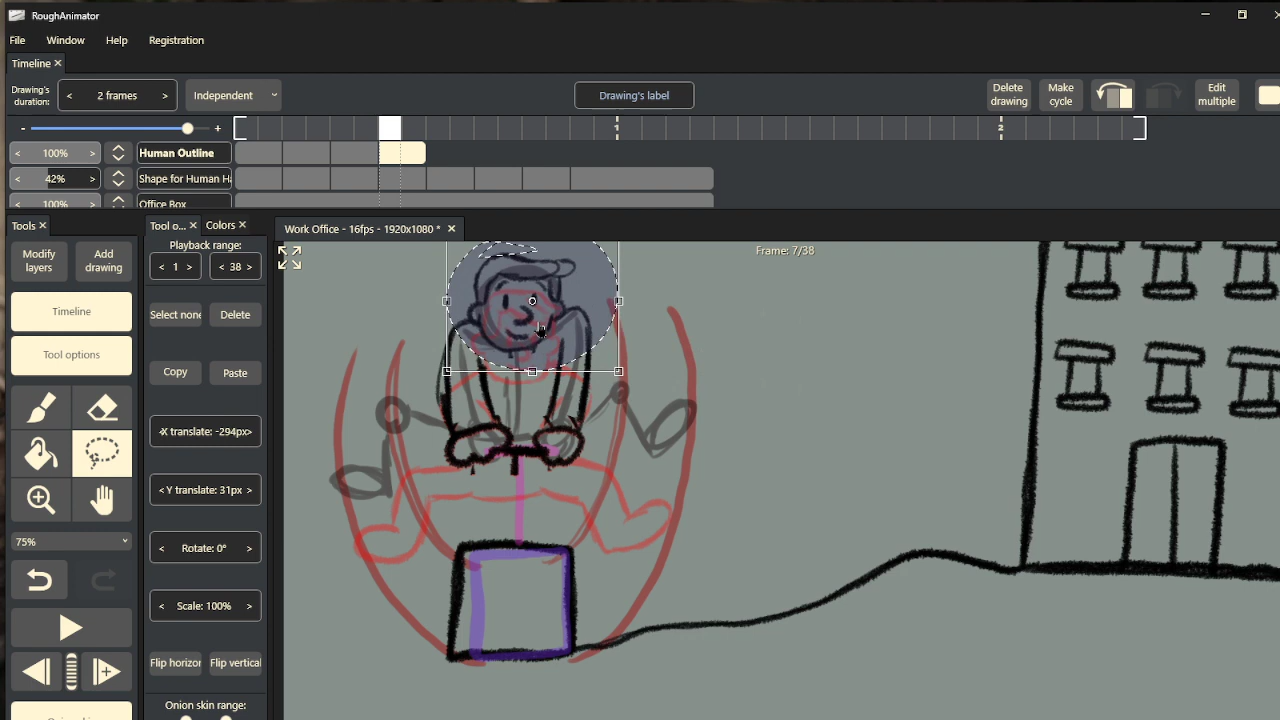 RoughAnimator
File Window Help Registration
Timeline ×
Drawing's duration:
< 2 frames >
Independent
Drawing's label
Delete drawing
Make cycle
Edit multiple
- +
1 2
< 100% > Human Outline
< 42% > Shape for Human H
< 100% > Office Box
Tools ×
Tool o... × Colors ×
Work Office - 16fps - 1920x1080 * ×
Modify layers
Add drawing
Playback range:
< 1 > < 38 >
Frame: 7/38
Timeline
Select none Delete
Tool options
Copy Paste
X translate: -294px>
< Y translate: 31px >
75%
< Rotate: 0° >
< Scale: 100% >
Flip horizon Flip vertical
Onion skin range: